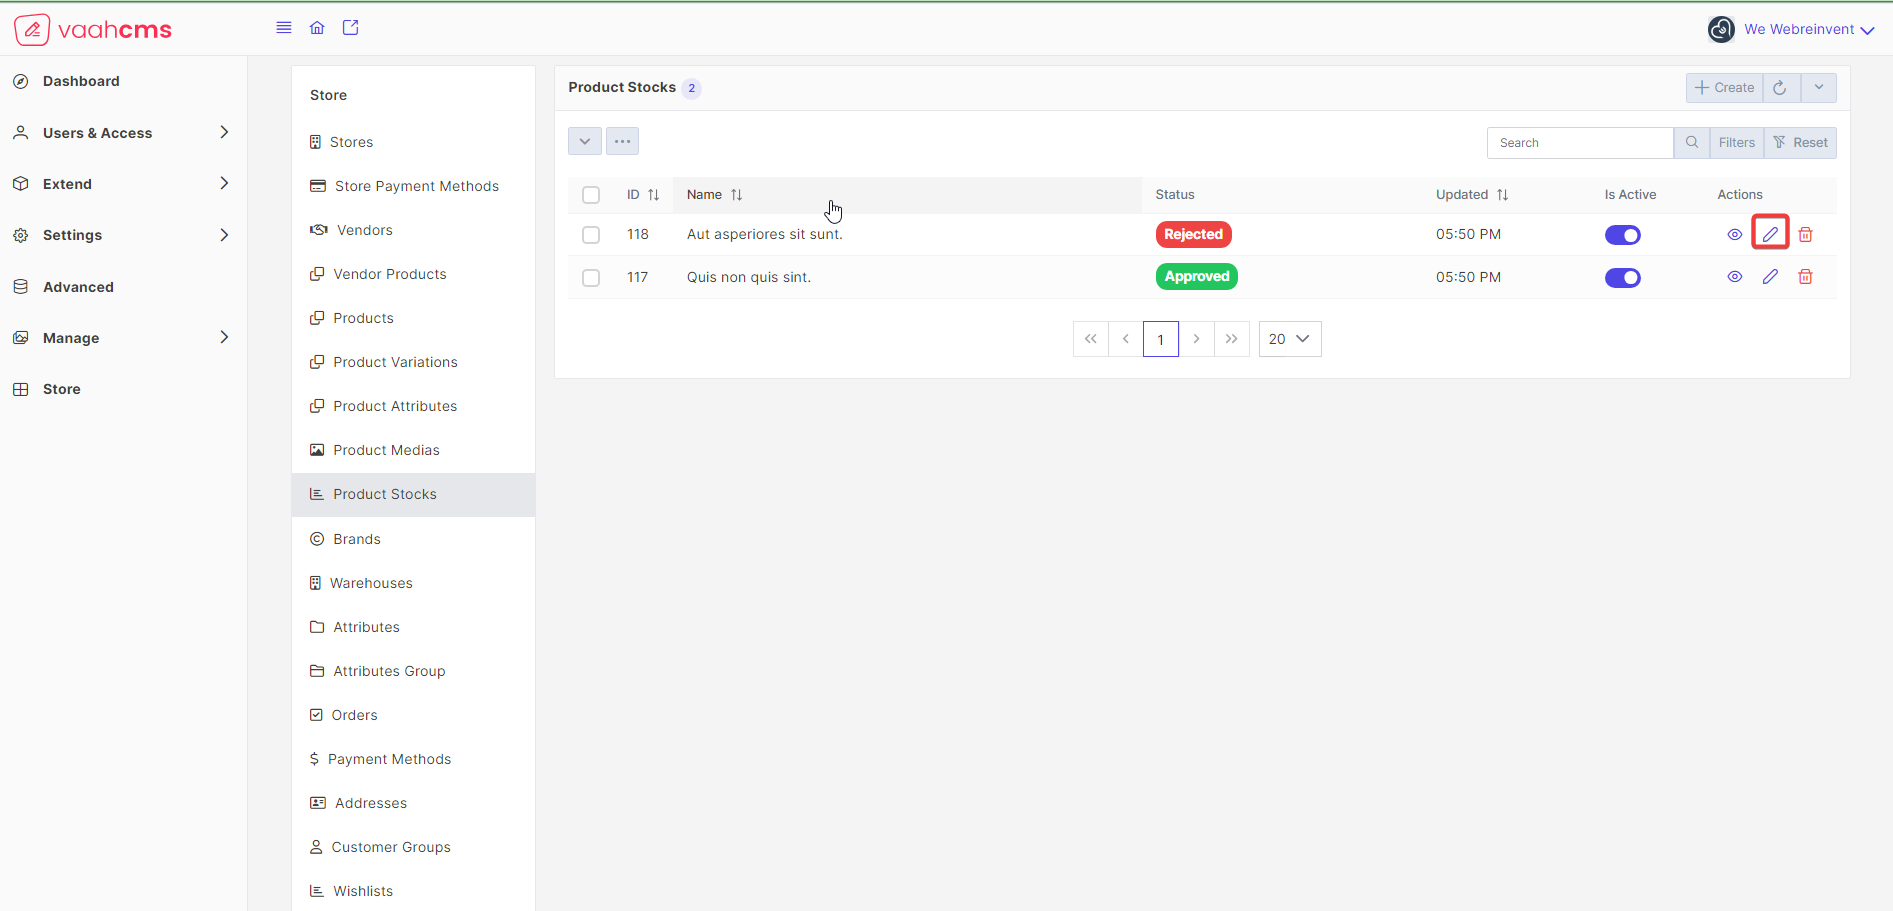 vaahcms
We Webreinvent
Dashboard
Users & Access
Extend
Settings
Advanced
Manage
Store
Store
Stores
Store Payment Methods
Vendors
Vendor Products
Products
Product Variations
Product Attributes
Product Medias
Product Stocks
Brands
Warehouses
Attributes
Attributes Group
Orders
Payment Methods
Addresses
Customer Groups
Wishlists
Product Stocks 2
Create
Search Filters Reset
ID Name Status Updated Is Active Actions
118 Aut asperiores sit sunt. Rejected 05:50 PM
117 Quis non quis sint. Approved 05:50 PM
1 20